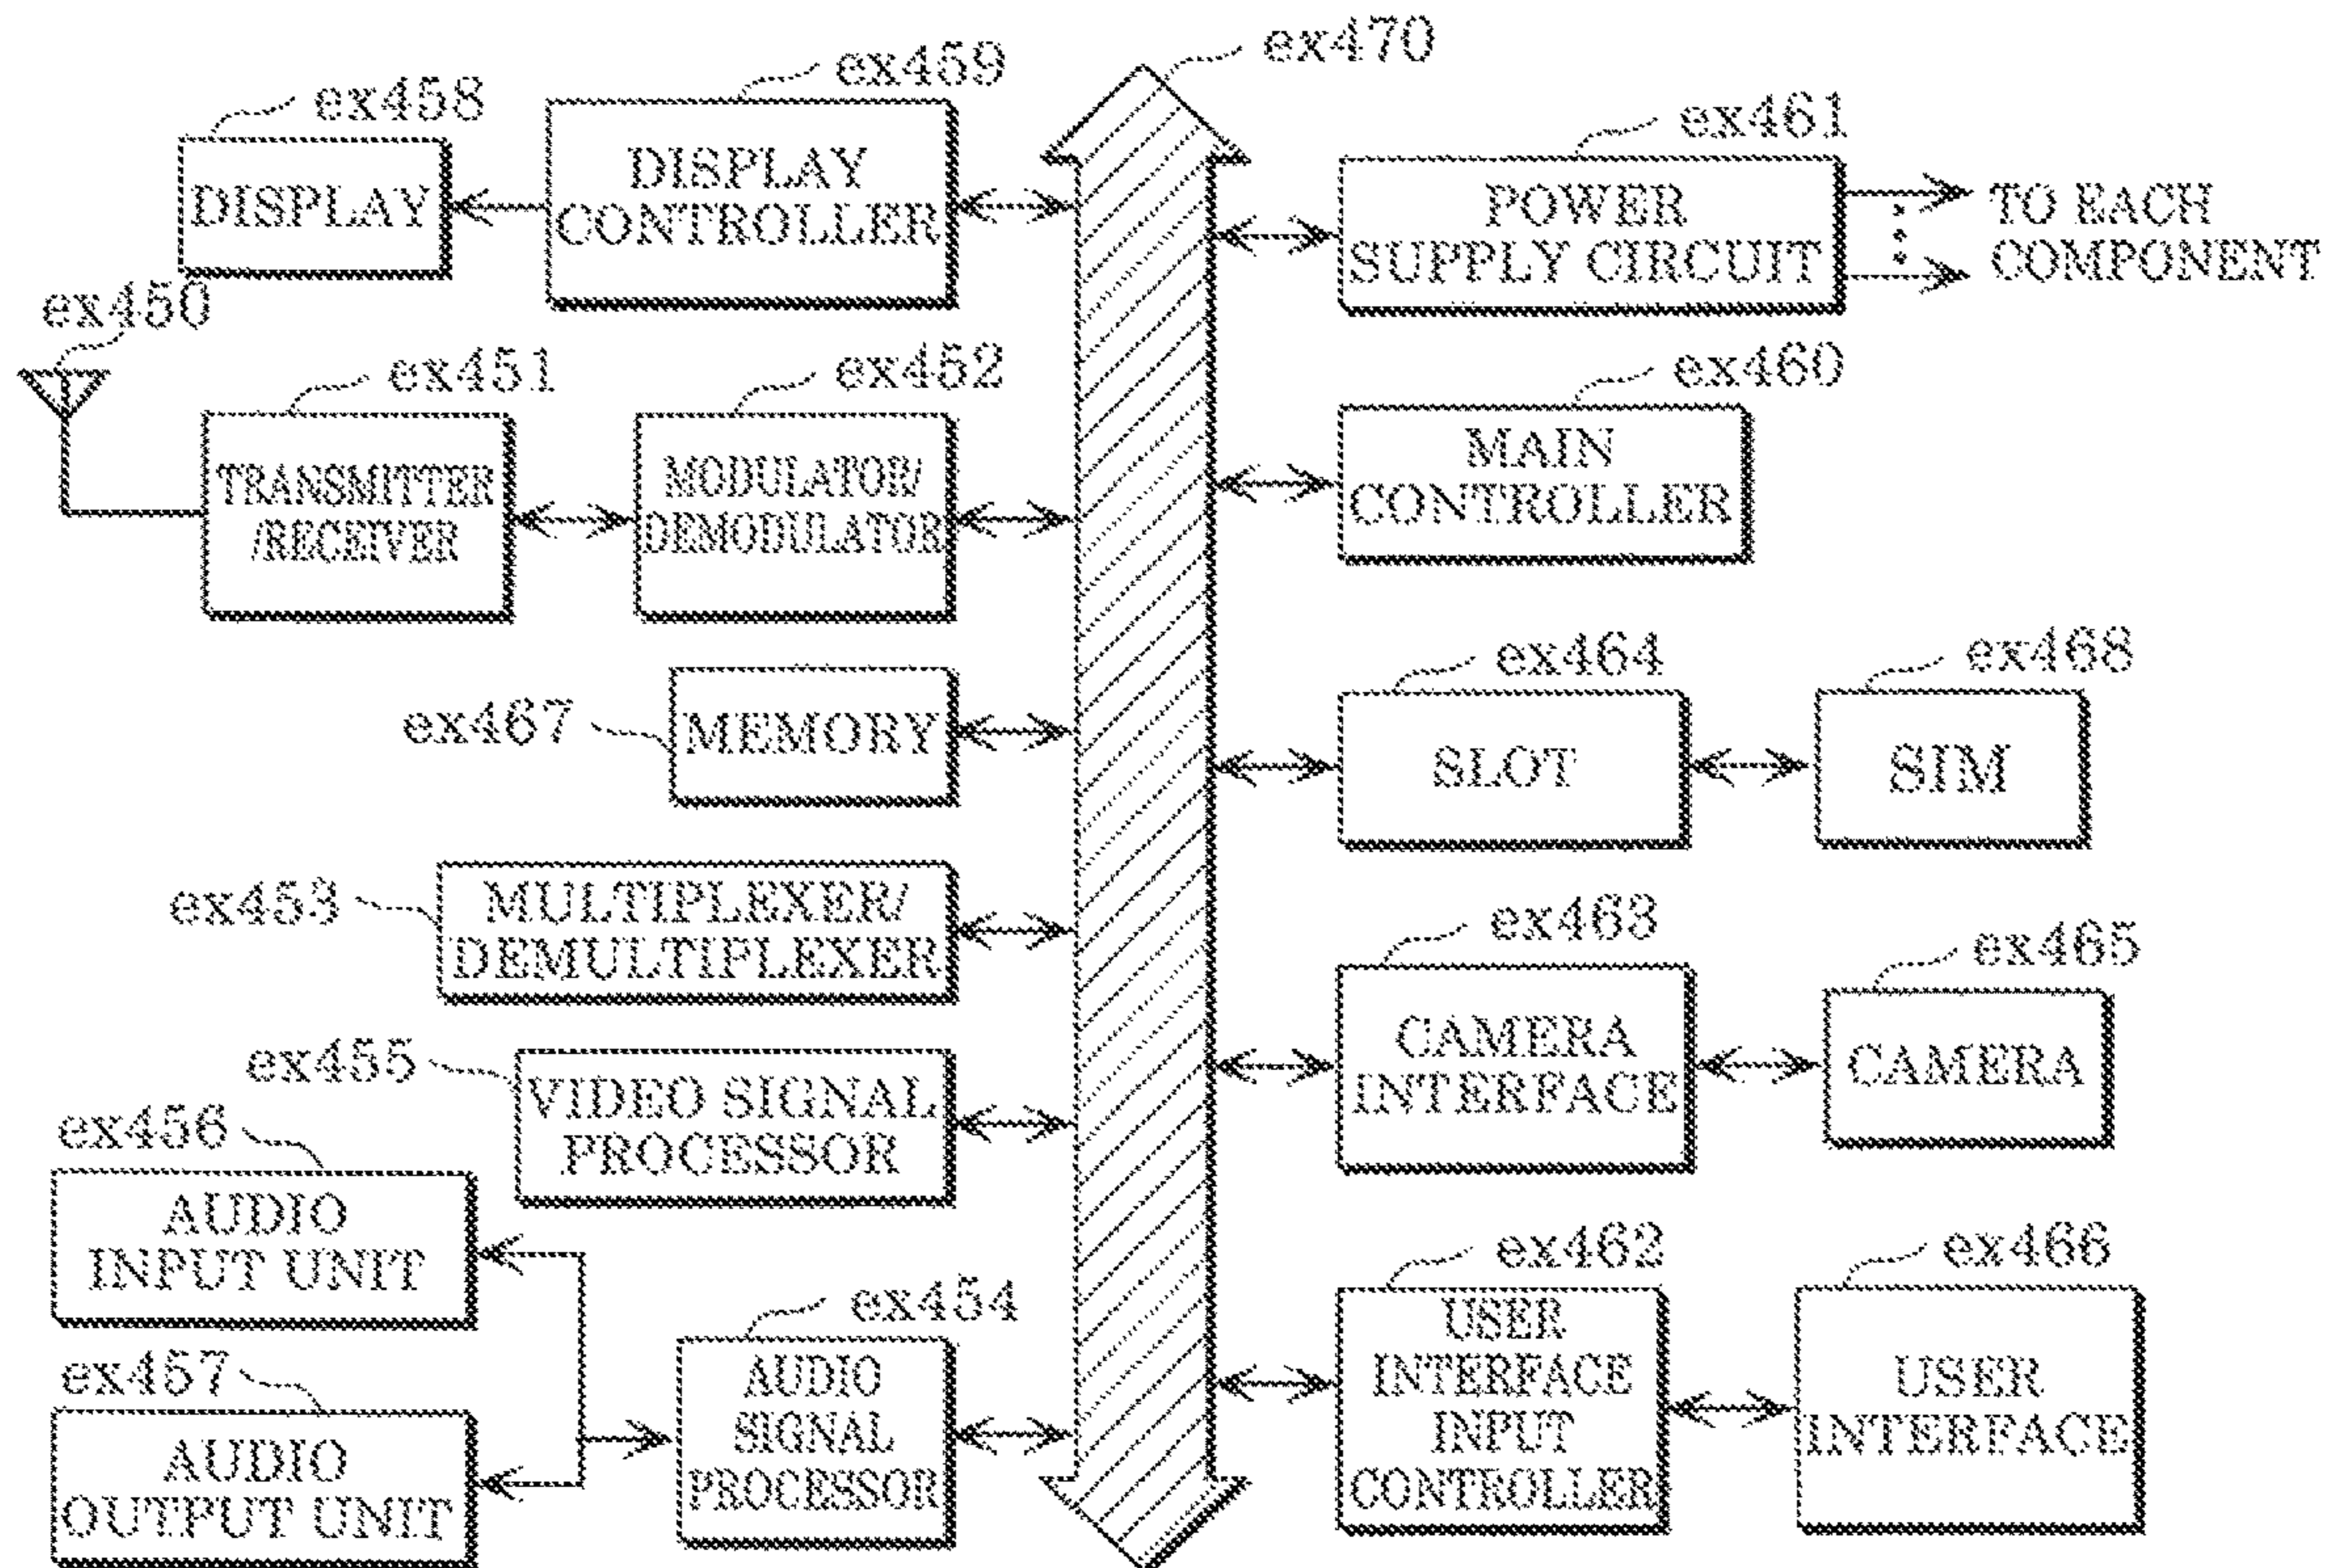 ex470
ex459
ex458
DISPLAY
DISPLAY
CONTROLLER
ex461
POWER
SUPPLY CIRCUIT
TO EACH
COMPONENT
ex450
ex451
TRANSMITTER
/RECEIVER
ex452
MODULATOR/
DEMODULATOR
ex460
MAIN
CONTROLLER
ex467
MEMORY
ex464
SLOT
ex468
SIM
ex453
MULTIPLEXER/
DEMULTIPLEXER
ex463
CAMERA
INTERFACE
ex465
CAMERA
ex455
VIDEO SIGNAL
PROCESSOR
ex456
AUDIO
INPUT UNIT
ex457
AUDIO
OUTPUT UNIT
ex454
AUDIO
SIGNAL
PROCESSOR
ex462
USER
INTERFACE
INPUT
CONTROLLER
ex466
USER
INTERFACE